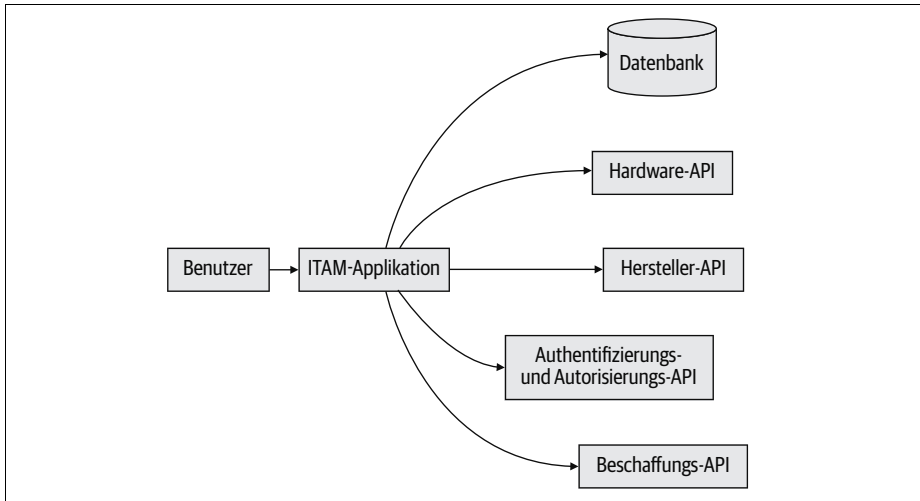 Datenbank
Hardware-API
Benutzer
ITAM-Applikation
Hersteller-API
Authentifizierungs-
und Autorisierungs-API
Beschaffungs-API